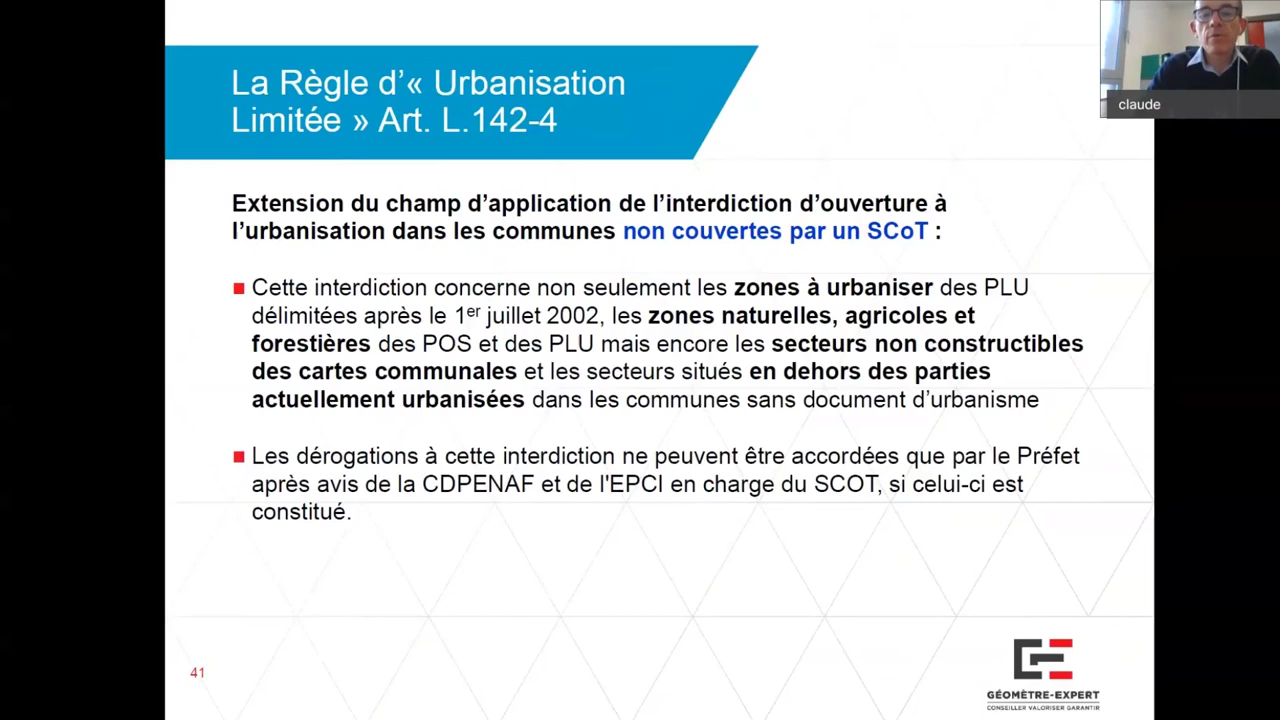 La Règle d'« Urbanisation
Limitée » Art. L.142-4
claude
Extension du champ d'application de l'interdiction d'ouverture à
l'urbanisation dans les communes non couvertes par un SCoT :
Cette interdiction concerne non seulement les zones à urbaniser des PLU
délimitées après le 1er juillet 2002, les zones naturelles, agricoles et
forestières des POS et des PLU mais encore les secteurs non constructibles
des cartes communales et les secteurs situés en dehors des parties
actuellement urbanisées dans les communes sans document d'urbanisme
Les dérogations à cette interdiction ne peuvent être accordées que par le Préfet
après avis de la CDPENAF et de l'EPCI en charge du SCOT, si celui-ci est
constitué.
41
GÉOMÈTRE-EXPERT
CONSEILLER VALORISER GARANTIR